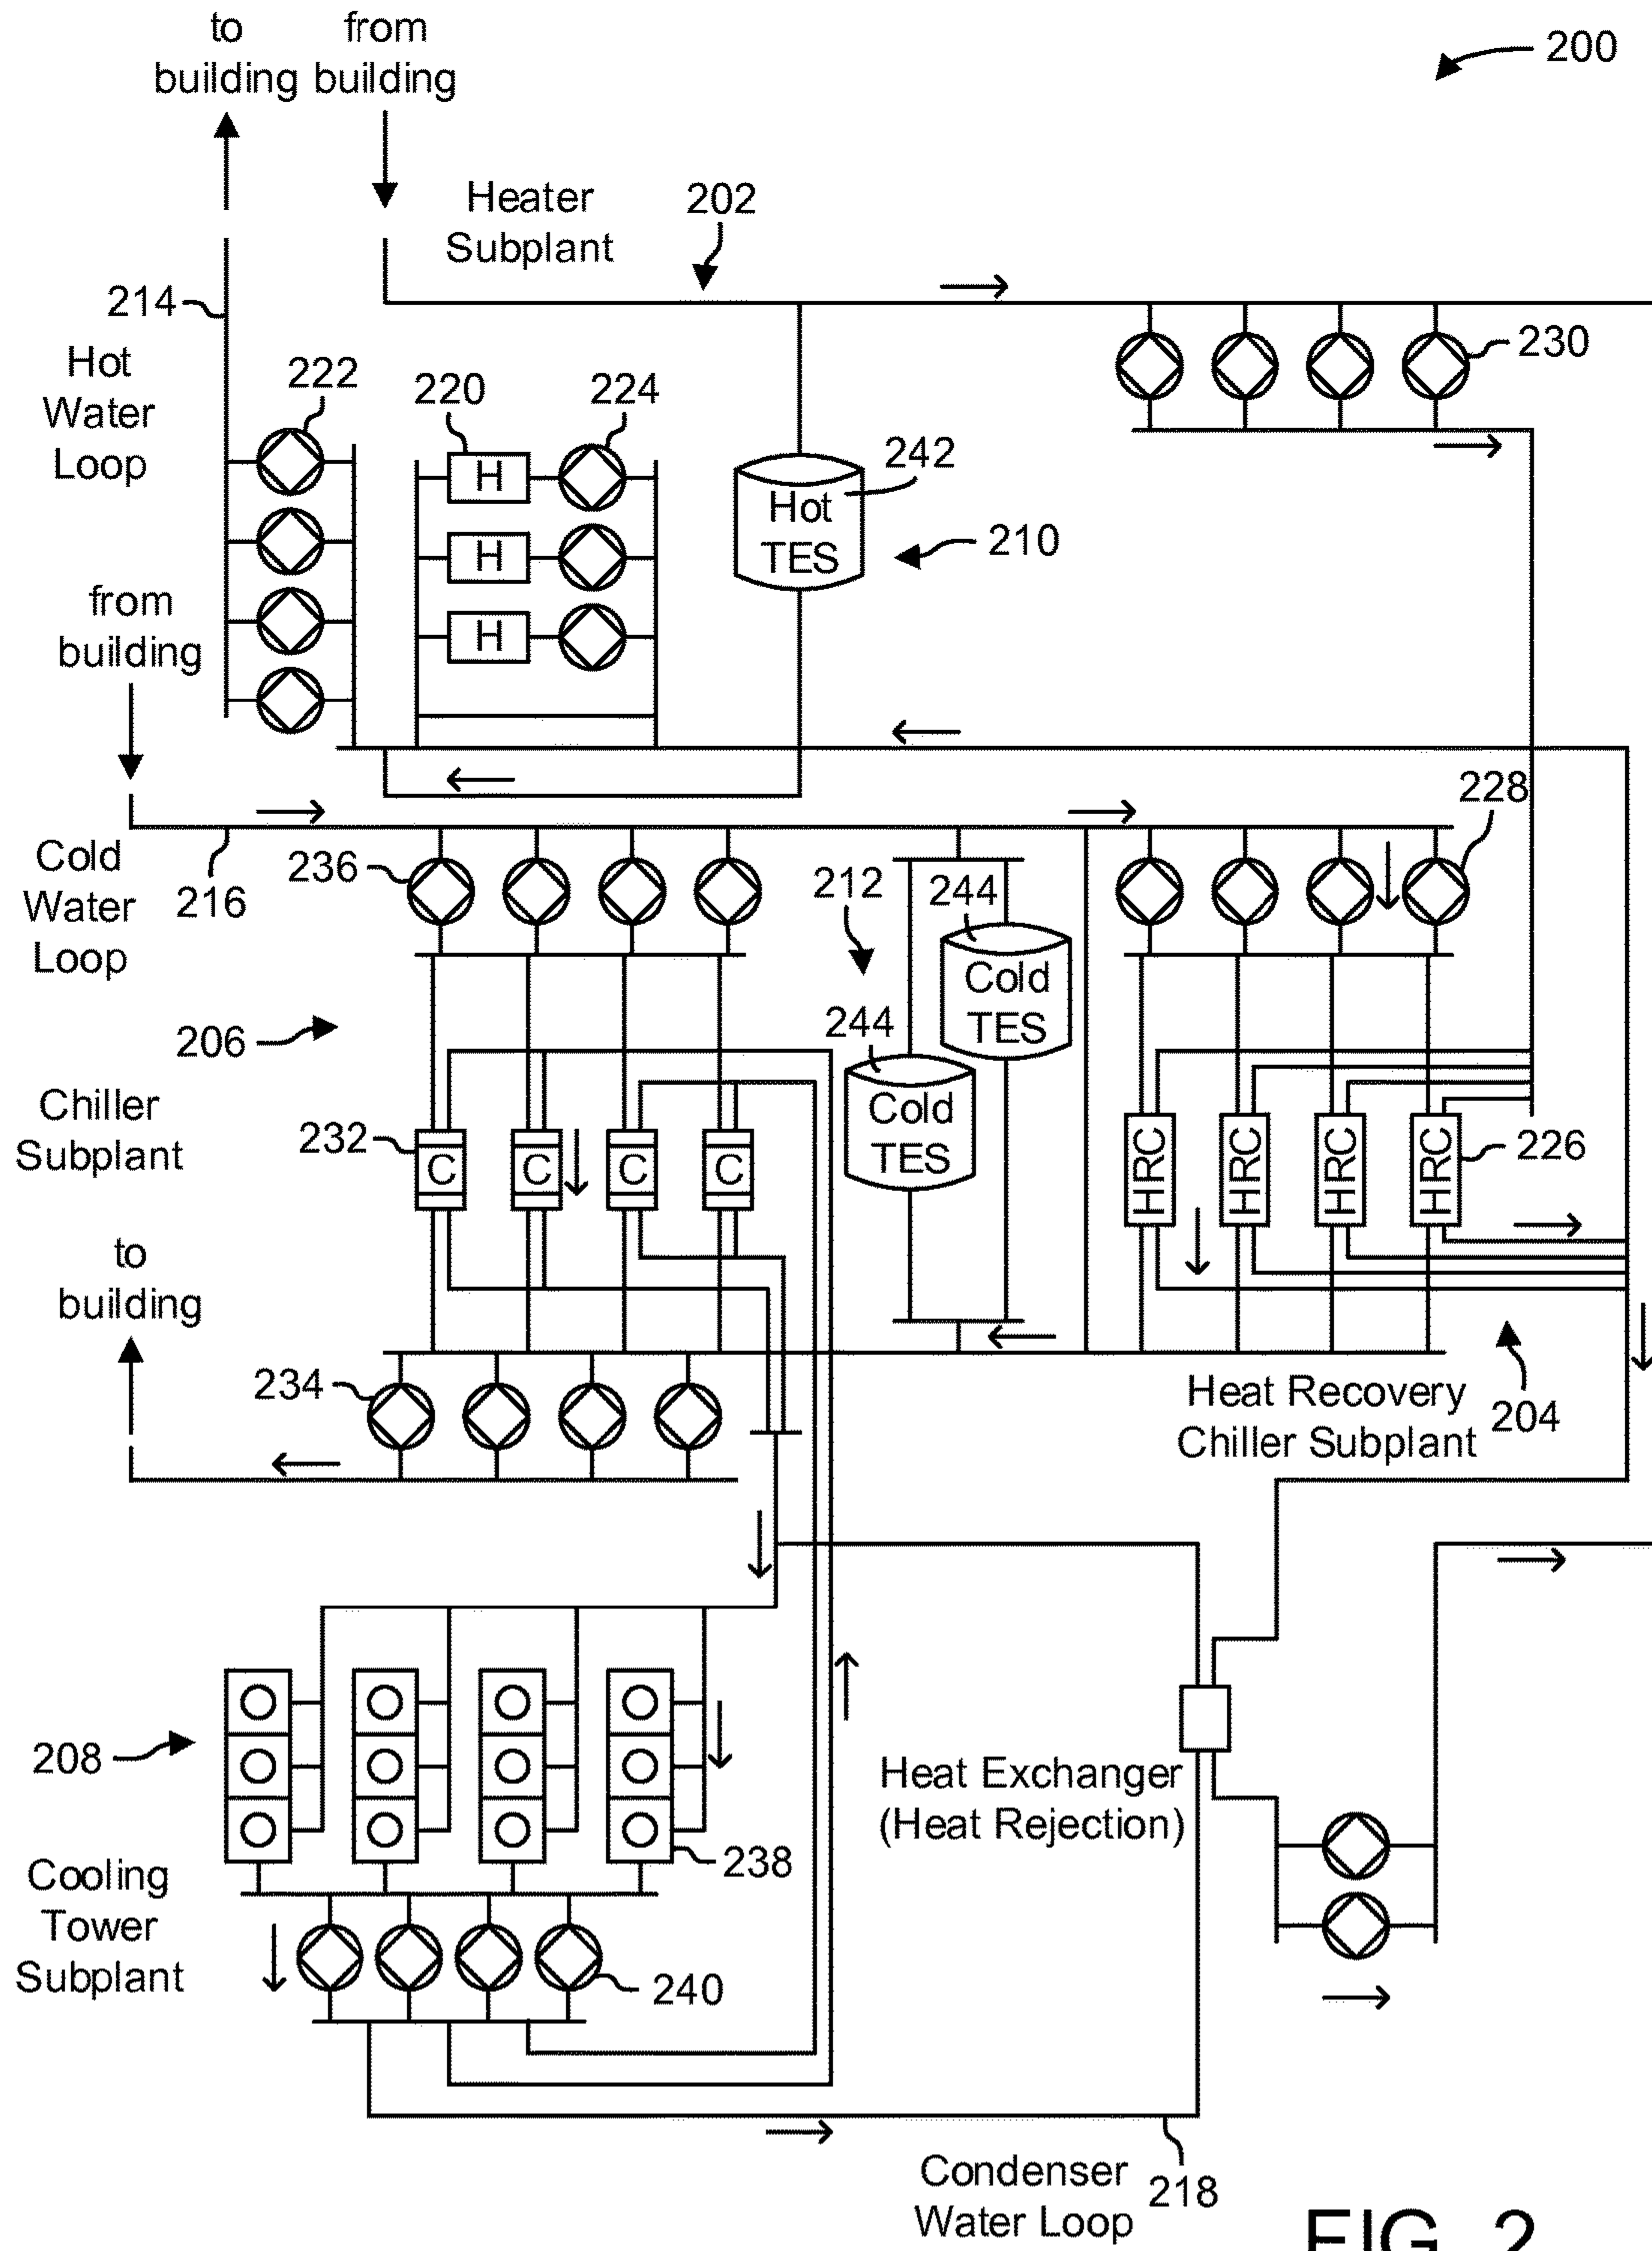 to
building
from
building
200
Heater
Subplant
202
214
Hot
Water
Loop
222
220
224
230
H
H
H
Hot
TES
242
210
from
building
228
Cold
Water
Loop
216
236
212
244
Cold
TES
244
Cold
TES
206
Chiller
Subplant
232
C
C
C
C
HRC
HRC
HRC
HRC
226
to
building
234
Heat Recovery
Chiller Subplant
204
208
Heat Exchanger
(Heat Rejection)
238
Cooling
Tower
Subplant
240
Condenser
Water Loop
218
FIG. 2